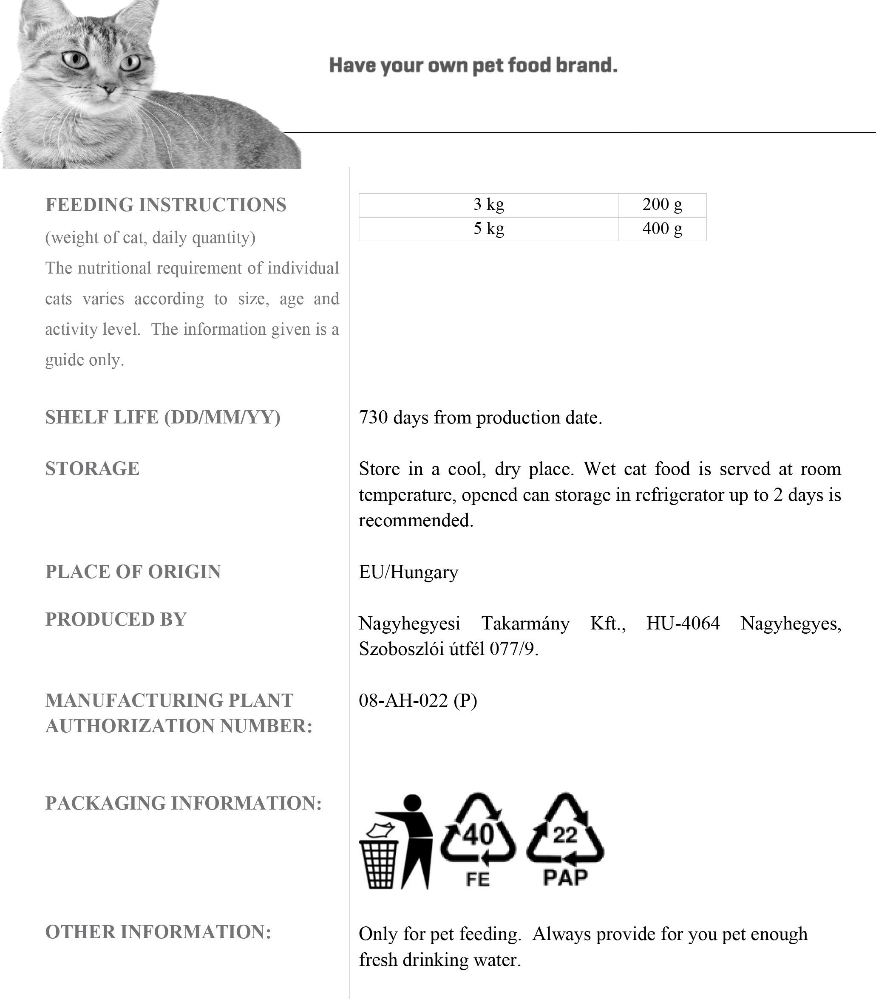 Have your own pet food brand.
FEEDING INSTRUCTIONS
(weight of cat, daily quantity)
The nutritional requirement of individual
cats varies according to size, age and
activity level.  The information given is a
guide only.
3 kg 200 g
5 kg 400 g
SHELF LIFE (DD/MM/YY)
730 days from production date.
STORAGE
Store in a cool, dry place. Wet cat food is served at room
temperature, opened can storage in refrigerator up to 2 days is
recommended.
PLACE OF ORIGIN
EU/Hungary
PRODUCED BY
Nagyhegyesi Takarmány Kft., HU-4064 Nagyhegyes,
Szoboszlói útfél 077/9.
MANUFACTURING PLANT
AUTHORIZATION NUMBER:
08-AH-022 (P)
PACKAGING INFORMATION:
40
FE
22
PAP
OTHER INFORMATION:
Only for pet feeding.  Always provide for you pet enough
fresh drinking water.